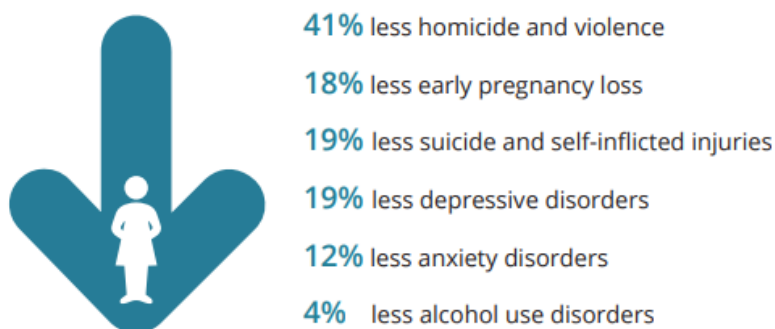 41% less homicide and violence
18% less early pregnancy loss
19% less suicide and self-inflicted injuries
19% less depressive disorders
12% less anxiety disorders
4% less alcohol use disorders